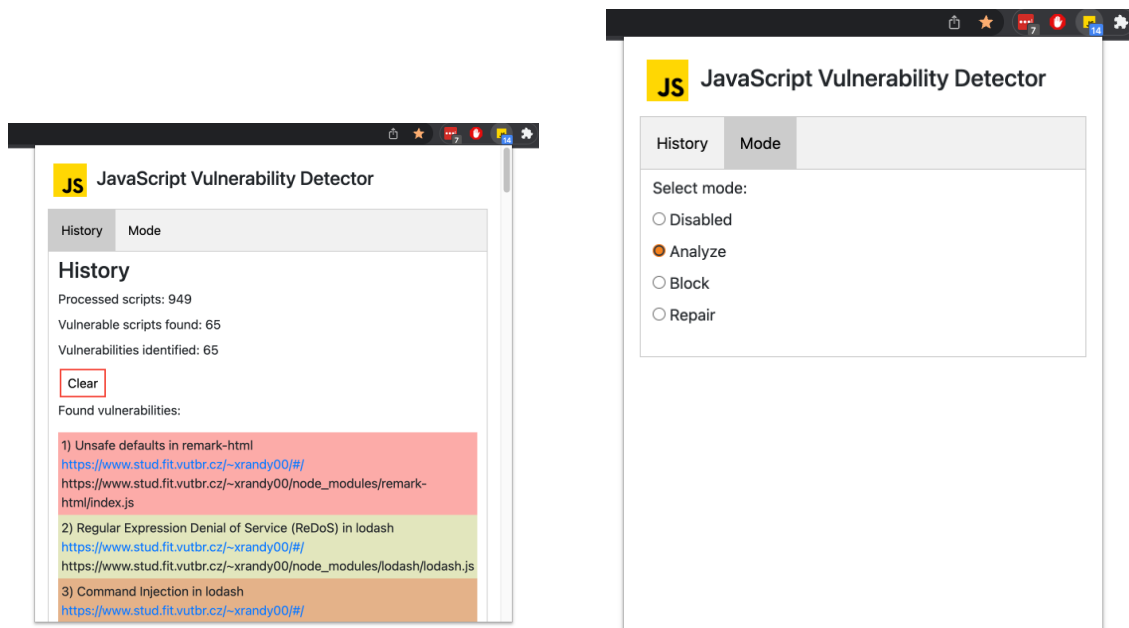 7
14
JS JavaScript Vulnerability Detector
History Mode
History
Processed scripts: 949
Vulnerable scripts found: 65
Vulnerabilities identified: 65
Clear
Found vulnerabilities:
1) Unsafe defaults in remark-html
https://www.stud.fit.vutbr.cz/~xrandy00/#/
https://www.stud.fit.vutbr.cz/~xrandy00/node_modules/remark-
html/index.js
2) Regular Expression Denial of Service (ReDoS) in lodash
https://www.stud.fit.vutbr.cz/~xrandy00/#/
https://www.stud.fit.vutbr.cz/~xrandy00/node_modules/lodash/lodash.js
3) Command Injection in lodash
https://www.stud.fit.vutbr.cz/~xrandy00/#/
7
14
JS JavaScript Vulnerability Detector
History Mode
Select mode:
Disabled
Analyze
Block
Repair